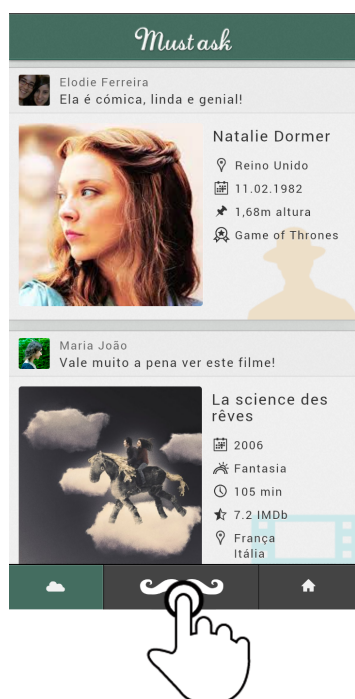 Must ask
Elodie Ferreira
Ela é cómica, linda e genial!
Natalie Dormer
Reino Unido
11.02.1982
1,68m altura
Game of Thrones
Maria João
Vale muito a pena ver este filme!
La science des
rêves
2006
Fantasia
105 min
7.2 IMDb
França
Itália